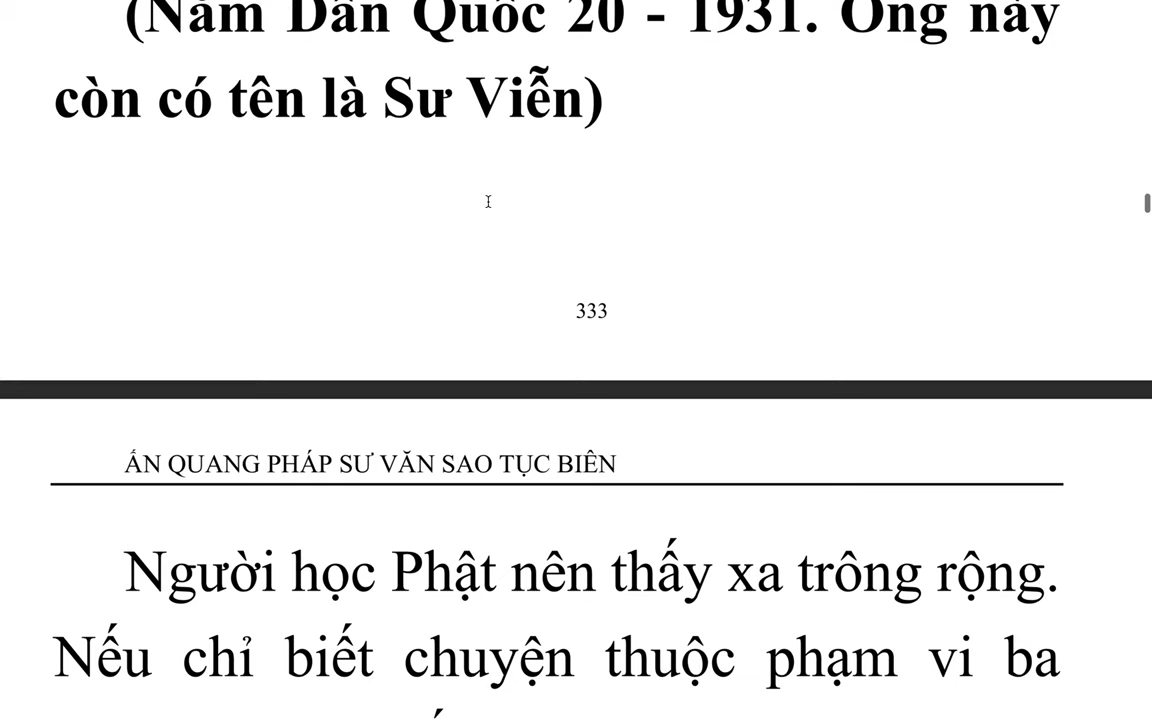 (Năm Dân Quốc 20 - 1931. Ông này
còn có tên là Sư Viễn)
333
ẤN QUANG PHÁP SƯ VĂN SAO TỤC BIÊN
Người học Phật nên thấy xa trông rộng.
Nếu chỉ biết chuyện thuộc phạm vi ba